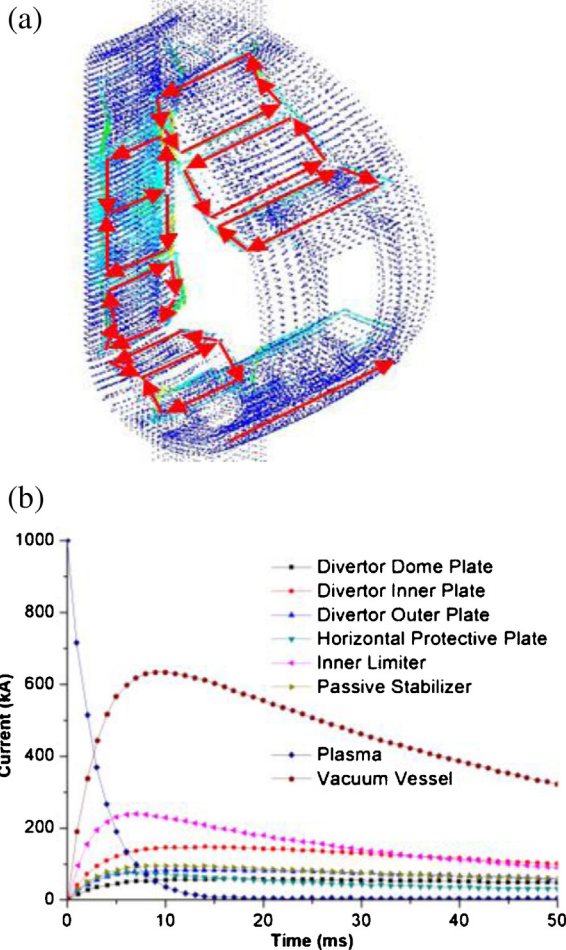 (a)
(b)
1000
800
600
400
200
0
Current (kA)
Divertor Dome Plate
Divertor Inner Plate
Divertor Outer Plate
Horizontal Protective Plate
Inner Limiter
Passive Stabilizer
Plasma
Vacuum Vessel
0 10 20 30 40 50
Time (ms)